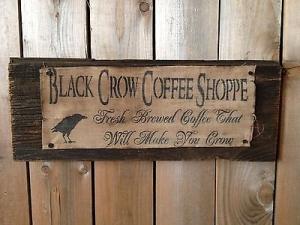 Black Crow Coffee Shoppe
Fresh Brewed Coffee That
Will Make You Crow